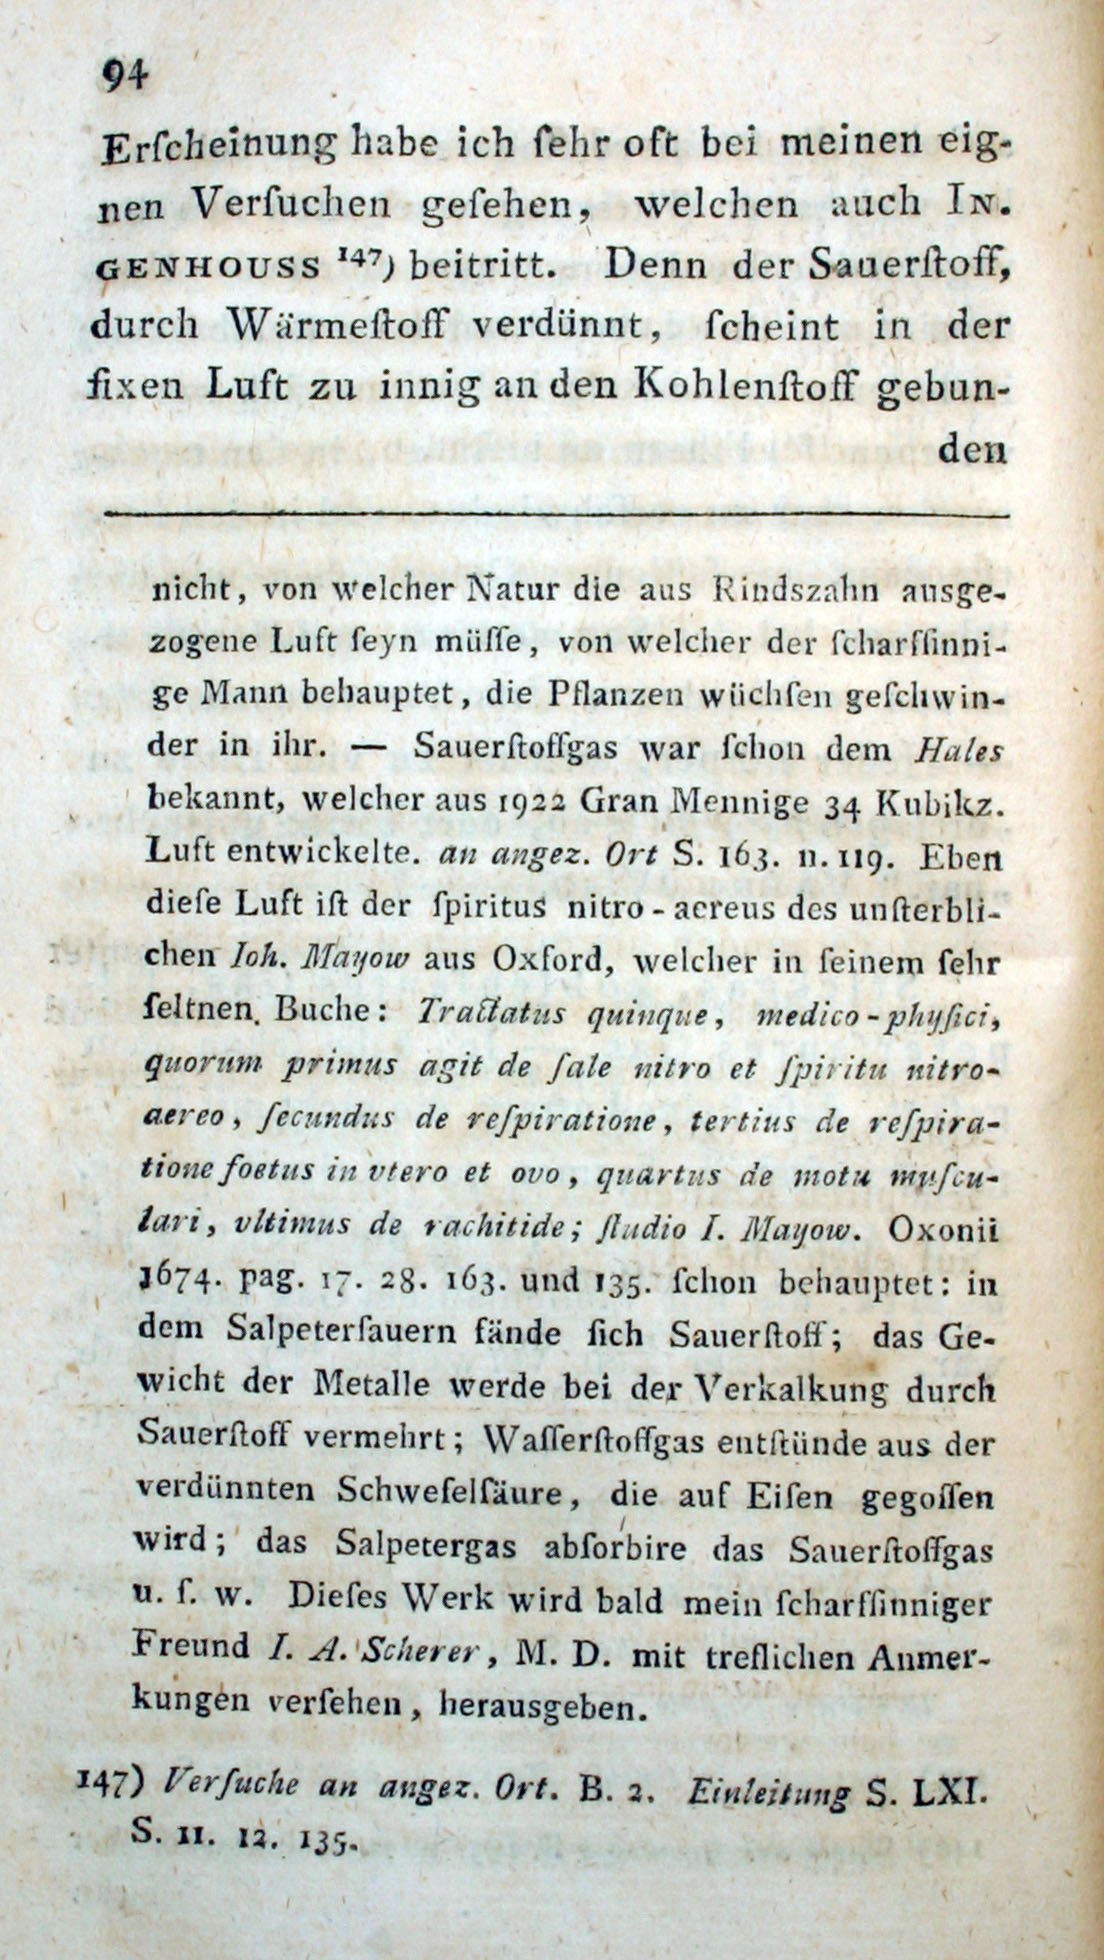 94
Erſcheinung habe ich ſehr oft bei meinen eig-
nen Verſuchen geſehen, welchen auch In.
genhouss 147) beitritt. Denn der Sauerſtoff,
durch Wärmeſtoff verdünnt, ſcheint in der
fixen Luft zu innig an den Kohlenſtoff gebun-
den
nicht, von welcher Natur die aus Rindszahn ausge-
zogene Luft ſeyn müſſe, von welcher der ſcharfſinni-
ge Mann behauptet, die Pflanzen wüchſen geſchwin-
der in ihr. — Sauerſtoffgas war ſchon dem Hales
bekannt, welcher aus 1922 Gran Mennige 34 Kubikz.
Luft entwickelte. an angez. Ort S. 163. n. 119. Eben
dieſe Luft iſt der ſpiritus nitro-aereus des unſterbli-
chen Ioh. Mayow aus Oxford, welcher in ſeinem ſehr
ſeltnen Buche: Tractatus quinque, medico-phyſici,
quorum primus agit de ſale nitro et ſpiritu nitro-
aereo, ſecundus de reſpiratione, tertius de reſpira-
tione foetus in vtero et ovo, quartus de motu muſcu-
lari, vltimus de rachitide; ſtudio I. Mayow. Oxonii
1674. pag. 17. 28. 163. und 135. ſchon behauptet: in
dem Salpeterſauern fände ſich Sauerſtoff; das Ge-
wicht der Metalle werde bei der Verkalkung durch
Sauerſtoff vermehrt; Waſſerſtoffgas entſtünde aus der
verdünnten Schwefelſäure, die auf Eiſen gegoſſen
wird; das Salpetergas abſorbire das Sauerſtoffgas
u. ſ. w. Dieſes Werk wird bald mein ſcharfſinniger
Freund I. A. Scherer, M. D. mit treflichen Anmer-
kungen verſehen, herausgeben.
147) Verſuche an angez. Ort. B. 2. Einleitung S. LXI.
S. 11. 12. 135.